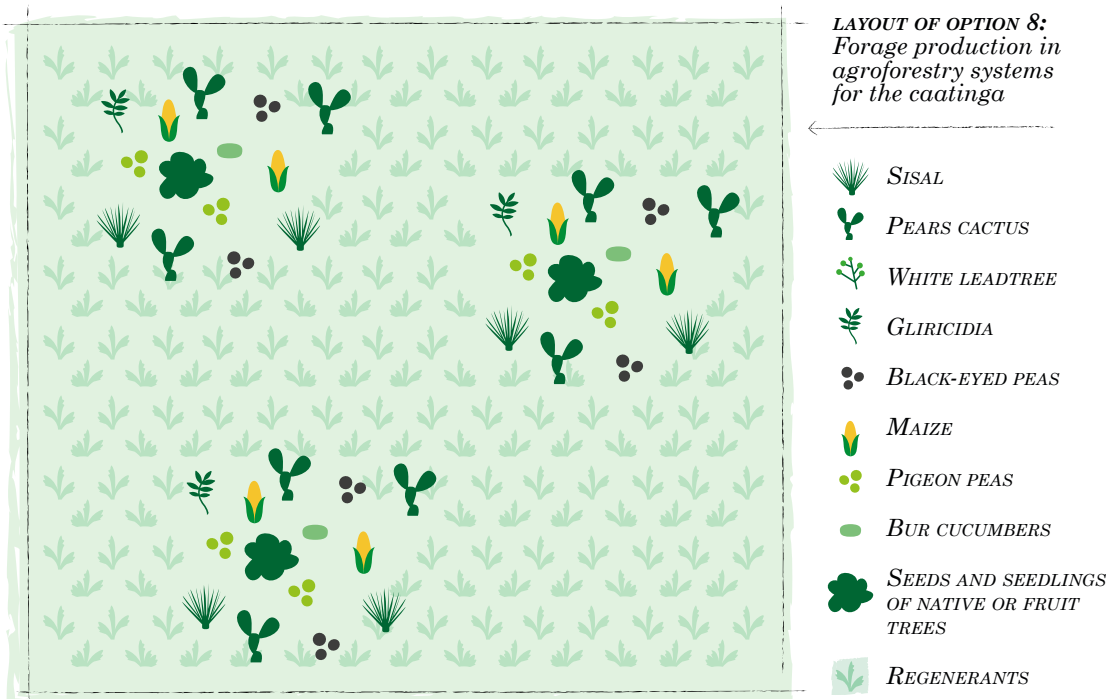 LAYOUT OF OPTION 8:
Forage production in
agroforestry systems
for the caatinga
Sisal
Pears cactus
White leadtree
Gliricidia
Black-eyed peas
Maize
Pigeon peas
Bur cucumbers
Seeds and seedlings
of native or fruit
trees
Regenerants